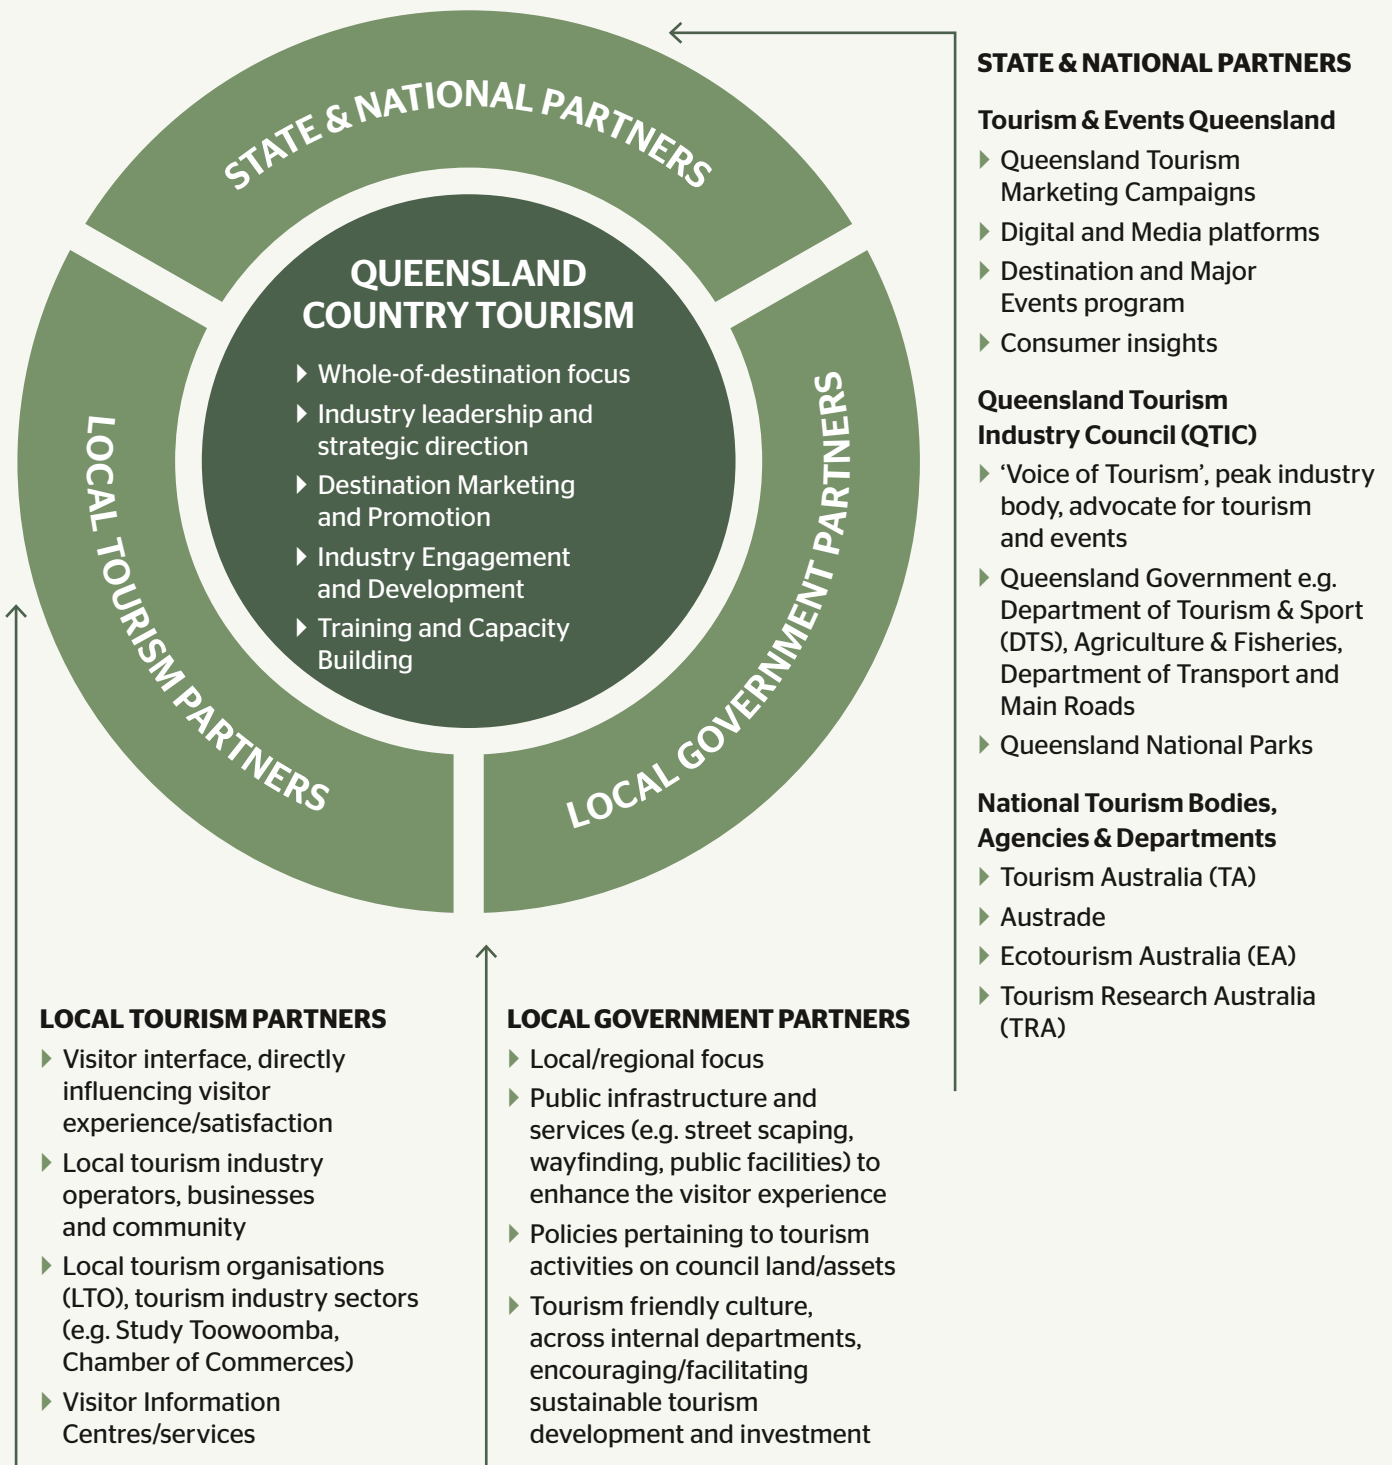 STATE & NATIONAL PARTNERS
QUEENSLAND
COUNTRY TOURISM
Whole-of-destination focus
Industry leadership and
strategic direction
Destination Marketing
and Promotion
Industry Engagement
and Development
Training and Capacity
Building
LOCAL TOURISM PARTNERS
LOCAL GOVERNMENT PARTNERS
STATE & NATIONAL PARTNERS
Tourism & Events Queensland
Queensland Tourism
Marketing Campaigns
Digital and Media platforms
Destination and Major
Events program
Consumer insights
Queensland Tourism
Industry Council (QTIC)
‘Voice of Tourism’, peak industry
body, advocate for tourism
and events
Queensland Government e.g.
Department of Tourism & Sport
(DTS), Agriculture & Fisheries,
Department of Transport and
Main Roads
Queensland National Parks
National Tourism Bodies,
Agencies & Departments
Tourism Australia (TA)
Austrade
Ecotourism Australia (EA)
Tourism Research Australia
(TRA)
LOCAL TOURISM PARTNERS
Visitor interface, directly
influencing visitor
experience/satisfaction
Local tourism industry
operators, businesses
and community
Local tourism organisations
(LTO), tourism industry sectors
(e.g. Study Toowoomba,
Chamber of Commerces)
Visitor Information
Centres/services
LOCAL GOVERNMENT PARTNERS
Local/regional focus
Public infrastructure and
services (e.g. street scaping,
wayfinding, public facilities) to
enhance the visitor experience
Policies pertaining to tourism
activities on council land/assets
Tourism friendly culture,
across internal departments,
encouraging/facilitating
sustainable tourism
development and investment